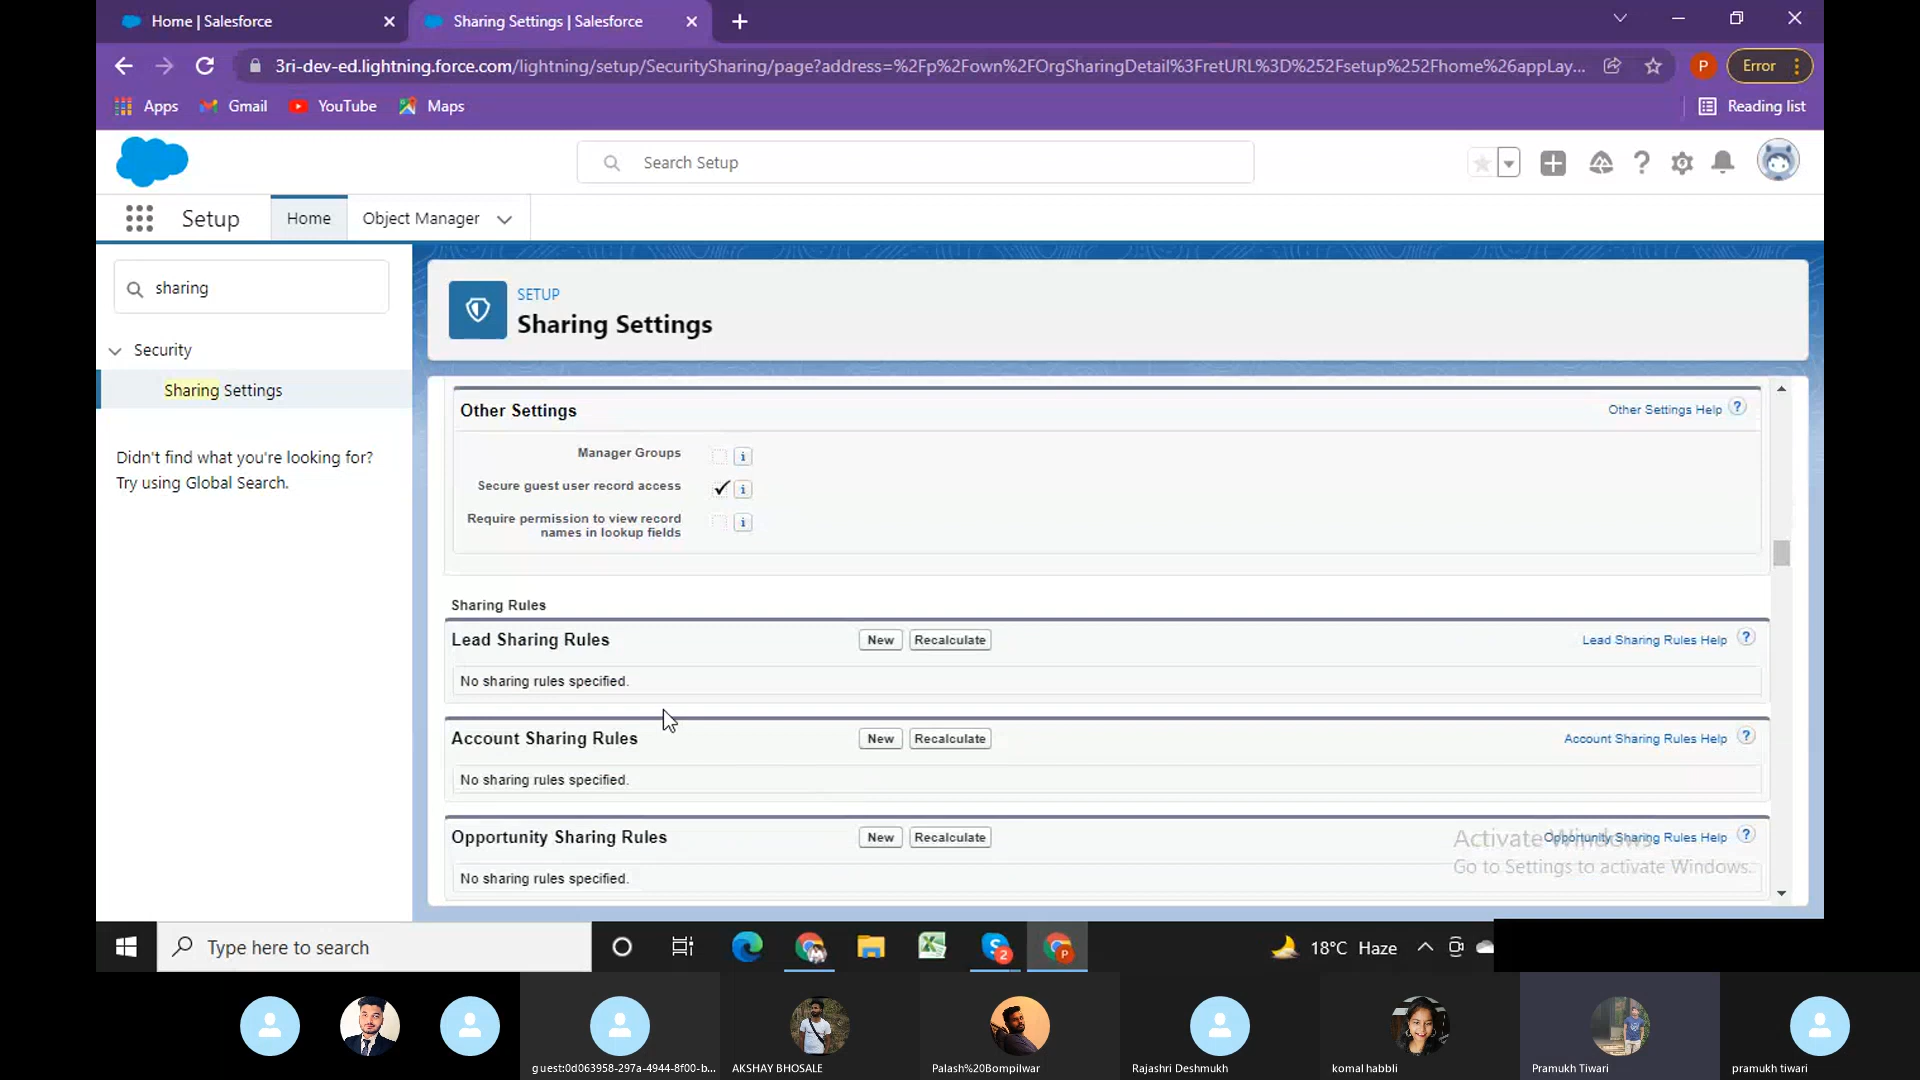 Home | Salesforce
Sharing Settings | Salesforce
3ri-dev-ed.lightning.force.com/lightning/setup/SecuritySharing/page?address=%2Fp%2Fown%2FOrgSharingDetail%3FretURL%3D%252Fsetup%252Fhome%26appLay...
P
Error
Apps
Gmail
YouTube
Maps
Reading list
Search Setup
Setup
Home
Object Manager
sharing
Security
Sharing Settings
Didn't find what you're looking for?
Try using Global Search.
SETUP
Sharing Settings
Other Settings
Other Settings Help
Manager Groups
Secure guest user record access
Require permission to view record
names in lookup fields
Sharing Rules
Lead Sharing Rules
New
Recalculate
Lead Sharing Rules Help
No sharing rules specified.
Account Sharing Rules
New
Recalculate
Account Sharing Rules Help
No sharing rules specified.
Opportunity Sharing Rules
New
Recalculate
Opportunity Sharing Rules Help
No sharing rules specified.
Activate Windows
Go to Settings to activate Windows.
Type here to search
2
P
18°C Haze
guest:0d063958-297a-4944-8f00-b...
AKSHAY BHOSALE
Palash%20Bompilwar
Rajashri Deshmukh
komal habbli
Pramukh Tiwari
pramukh tiwari